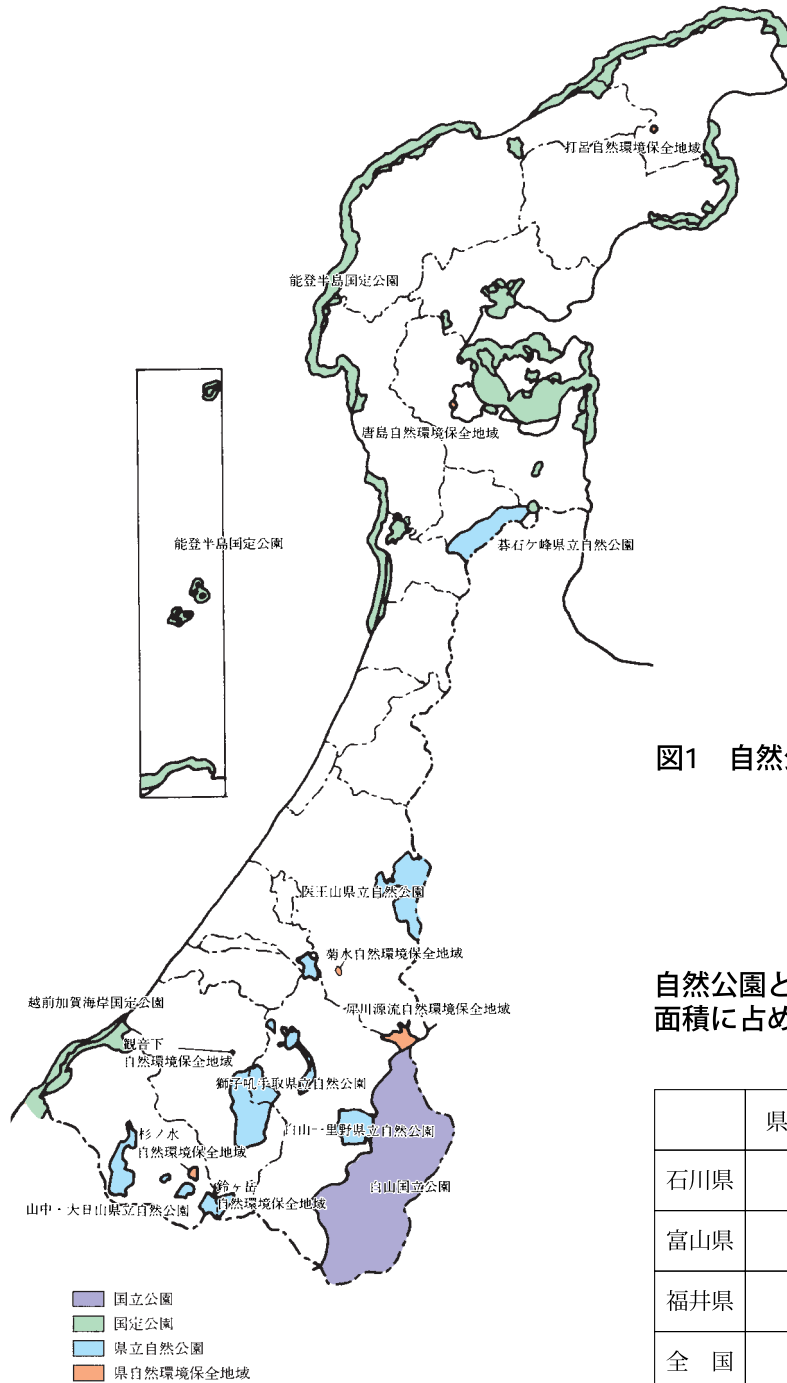 打呂自然環境保全地域
能登半島国定公園
唐島自然環境保全地域
能登半島国定公園
碁石ケ峰県立自然公園
図1 自然
医王山県立自然公園
菊水自然環境保全地域
越前加賀海岸国定公園
犀川源流自然環境保全地域
観音下
自然環境保全地域
獅子吼手取県立自然公園
白山一里野県立自然公園
杉ノ水
自然環境保全地域
鈴ヶ岳
自然環境保全地域
白山国立公園
山中・大日山県立自然公園
国立公園
国定公園
県立自然公園
県自然環境保全地域
自然公園と
面積に占め
県
石川県
富山県
福井県
全 国